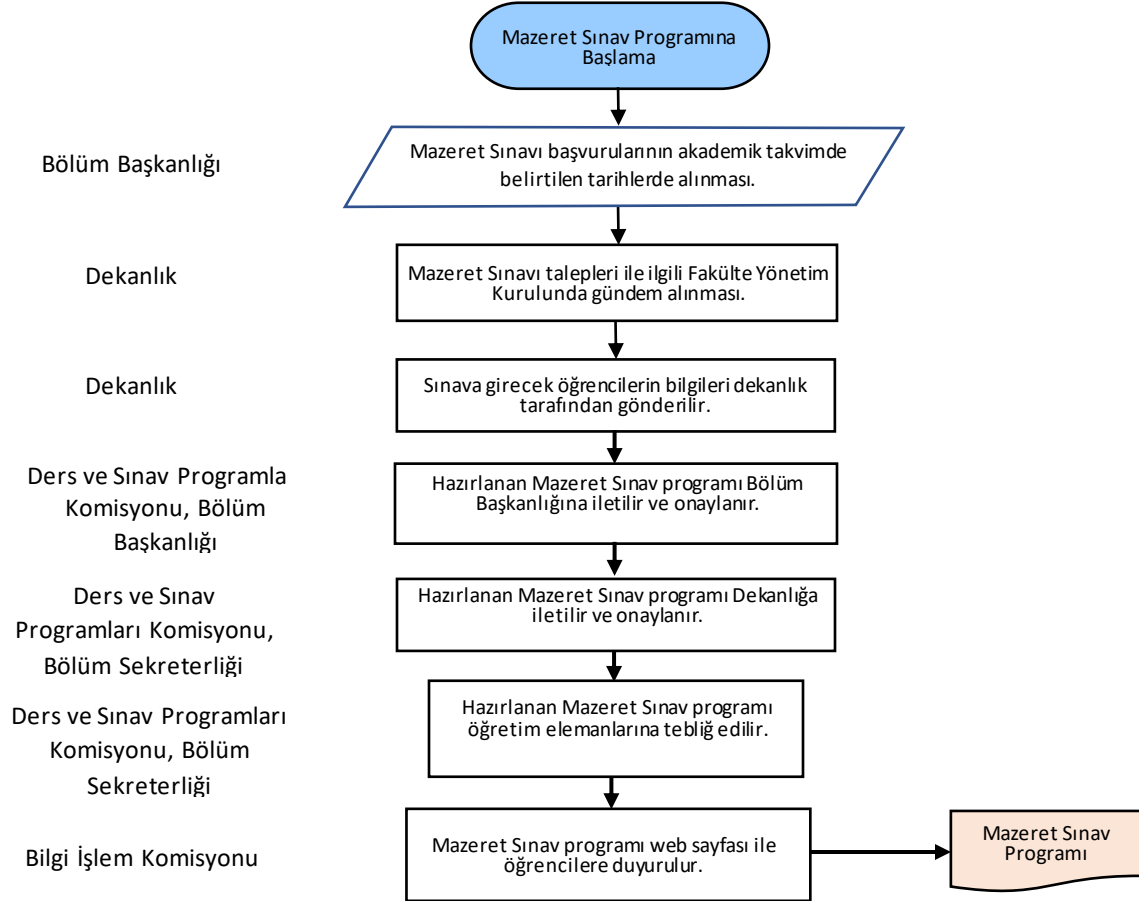 Mazeret Sınav Programına
Başlama
Bölüm Başkanlığı
Mazeret Sınavı başvurularının akademik takvimde
belirtilen tarihlerde alınması.
Dekanlık
Mazeret Sınavı talepleri ile ilgili Fakülte Yönetim
Kurulunda gündem alınması.
Dekanlık
Sınava girecek öğrencilerin bilgileri dekanlık
tarafından gönderilir.
Ders ve Sınav Programla
Komisyonu, Bölüm
Başkanlığı
Hazırlanan Mazeret Sınav programı Bölüm
Başkanlığına iletilir ve onaylanır.
Ders ve Sınav
Programları Komisyonu,
Bölüm Sekreterliği
Hazırlanan Mazeret Sınav programı Dekanlığa
iletilir ve onaylanır.
Ders ve Sınav Programları
Komisyonu, Bölüm
Sekreterliği
Hazırlanan Mazeret Sınav programı
öğretim elemanlarına tebliğ edilir.
Bilgi İşlem Komisyonu
Mazeret Sınav programı web sayfası ile
öğrencilere duyurulur.
Mazeret Sınav
Programı